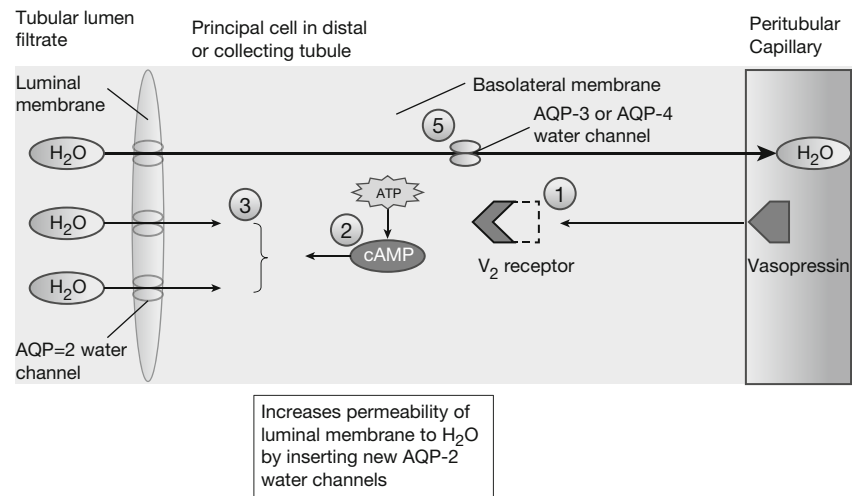 Tubular lumen
filtrate
Principal cell in distal
or collecting tubule
Peritubular
Capillary
Luminal
membrane
Basolateral membrane
AQP-3 or AQP-4
water channel
5
H₂O
H₂O
H₂O
3
ATP
2
cAMP
1
V₂ receptor
Vasopressin
H₂O
AQP=2 water
channel
Increases permeability of
luminal membrane to H₂O
by inserting new AQP-2
water channels